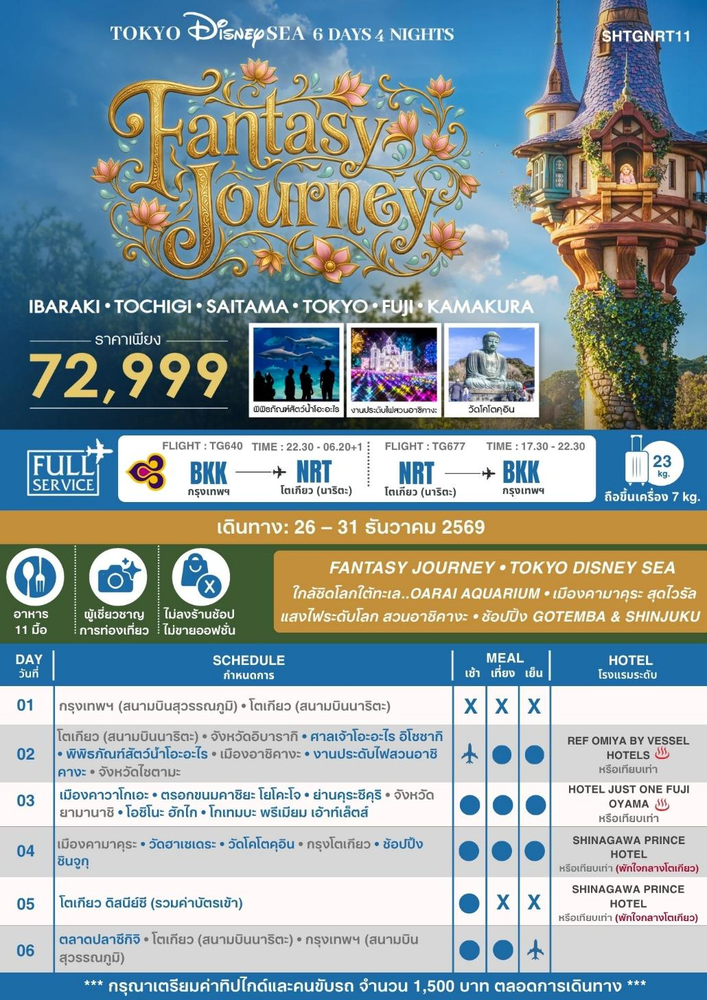 TOKYO Disney SEA 6 DAYS 4 NIGHTS
SHTGNRT11
Fantasy
Journey
IBARAKI • TOCHIGI • SAITAMA • TOKYO • FUJI • KAMAKURA
ราคาเพียง
72,999
พิพิธภัณฑ์สัตว์น้ำโอะอะไร
งานประดับไฟสวนอาชิคางะ
วัดโคโตคุอิน
FULL
SERVICE
FLIGHT : TG640 TIME : 22.30 - 06.20+1
BKK NRT
กรุงเทพฯ โตเกียว (นาริตะ)
FLIGHT : TG677 TIME : 17.30 - 22.30
NRT BKK
โตเกียว (นาริตะ) กรุงเทพฯ
23
kg.
ถือขึ้นเครื่อง 7 kg.
เดินทาง: 26 – 31 ธันวาคม 2569
อาหาร
11 มื้อ
ผู้เชี่ยวชาญ
การท่องเที่ยว
X
ไม่ลงร้านช้อป
ไม่ขายออฟชั่น
FANTASY JOURNEY • TOKYO DISNEY SEA
ใกล้ชิดโลกใต้ทะเล..OARAI AQUARIUM • เมืองคามาคุระ สุดไวรัล
แสงไฟระดับโลก สวนอาชิคางะ • ช้อปปิ้ง GOTEMBA & SHINJUKU
DAY SCHEDULE MEAL HOTEL
วันที่ กำหนดการ เช้า เที่ยง เย็น โรงแรมระดับ
01 กรุงเทพฯ (สนามบินสุวรรณภูมิ) • โตเกียว (สนามบินนาริตะ) X X X
02
โตเกียว (สนามบินนาริตะ) • จังหวัดอิบารากิ • ศาลเจ้าโอะอะไร อิโซซากิ
• พิพิธภัณฑ์สัตว์น้ำโอะอะไร • เมืองอาชิคางะ • งานประดับไฟสวนอาชิ
คางะ • จังหวัดไซตามะ
REF OMIYA BY VESSEL
HOTELS
หรือเทียบเท่า
03
เมืองคาวาโกเอะ • ตรอกขนมคาชิยะ โยโคะโจ • ย่านคุระซึคุริ • จังหวัด
ยามานาชิ • โอชิโนะ ฮักไก • โกเทมบะ พรีเมียม เอ้าท์เล็ตส์
HOTEL JUST ONE FUJI
OYAMA
หรือเทียบเท่า
04
เมืองคามาคุระ • วัดฮาเซเดระ • วัดโคโตคุอิน • กรุงโตเกียว • ช้อปปิ้ง
ชินจูกุ
SHINAGAWA PRINCE
HOTEL
หรือเทียบเท่า (พักใจกลางโตเกียว)
05 โตเกียว ดิสนีย์ซี (รวมค่าบัตรเข้า) X X
SHINAGAWA PRINCE
HOTEL
หรือเทียบเท่า (พักใจกลางโตเกียว)
06
ตลาดปลาซึกิจิ • โตเกียว (สนามบินนาริตะ) • กรุงเทพฯ (สนามบิน
สุวรรณภูมิ)
*** กรุณาเตรียมค่าทิปไกด์และคนขับรถ จำนวน 1,500 บาท ตลอดการเดินทาง ***